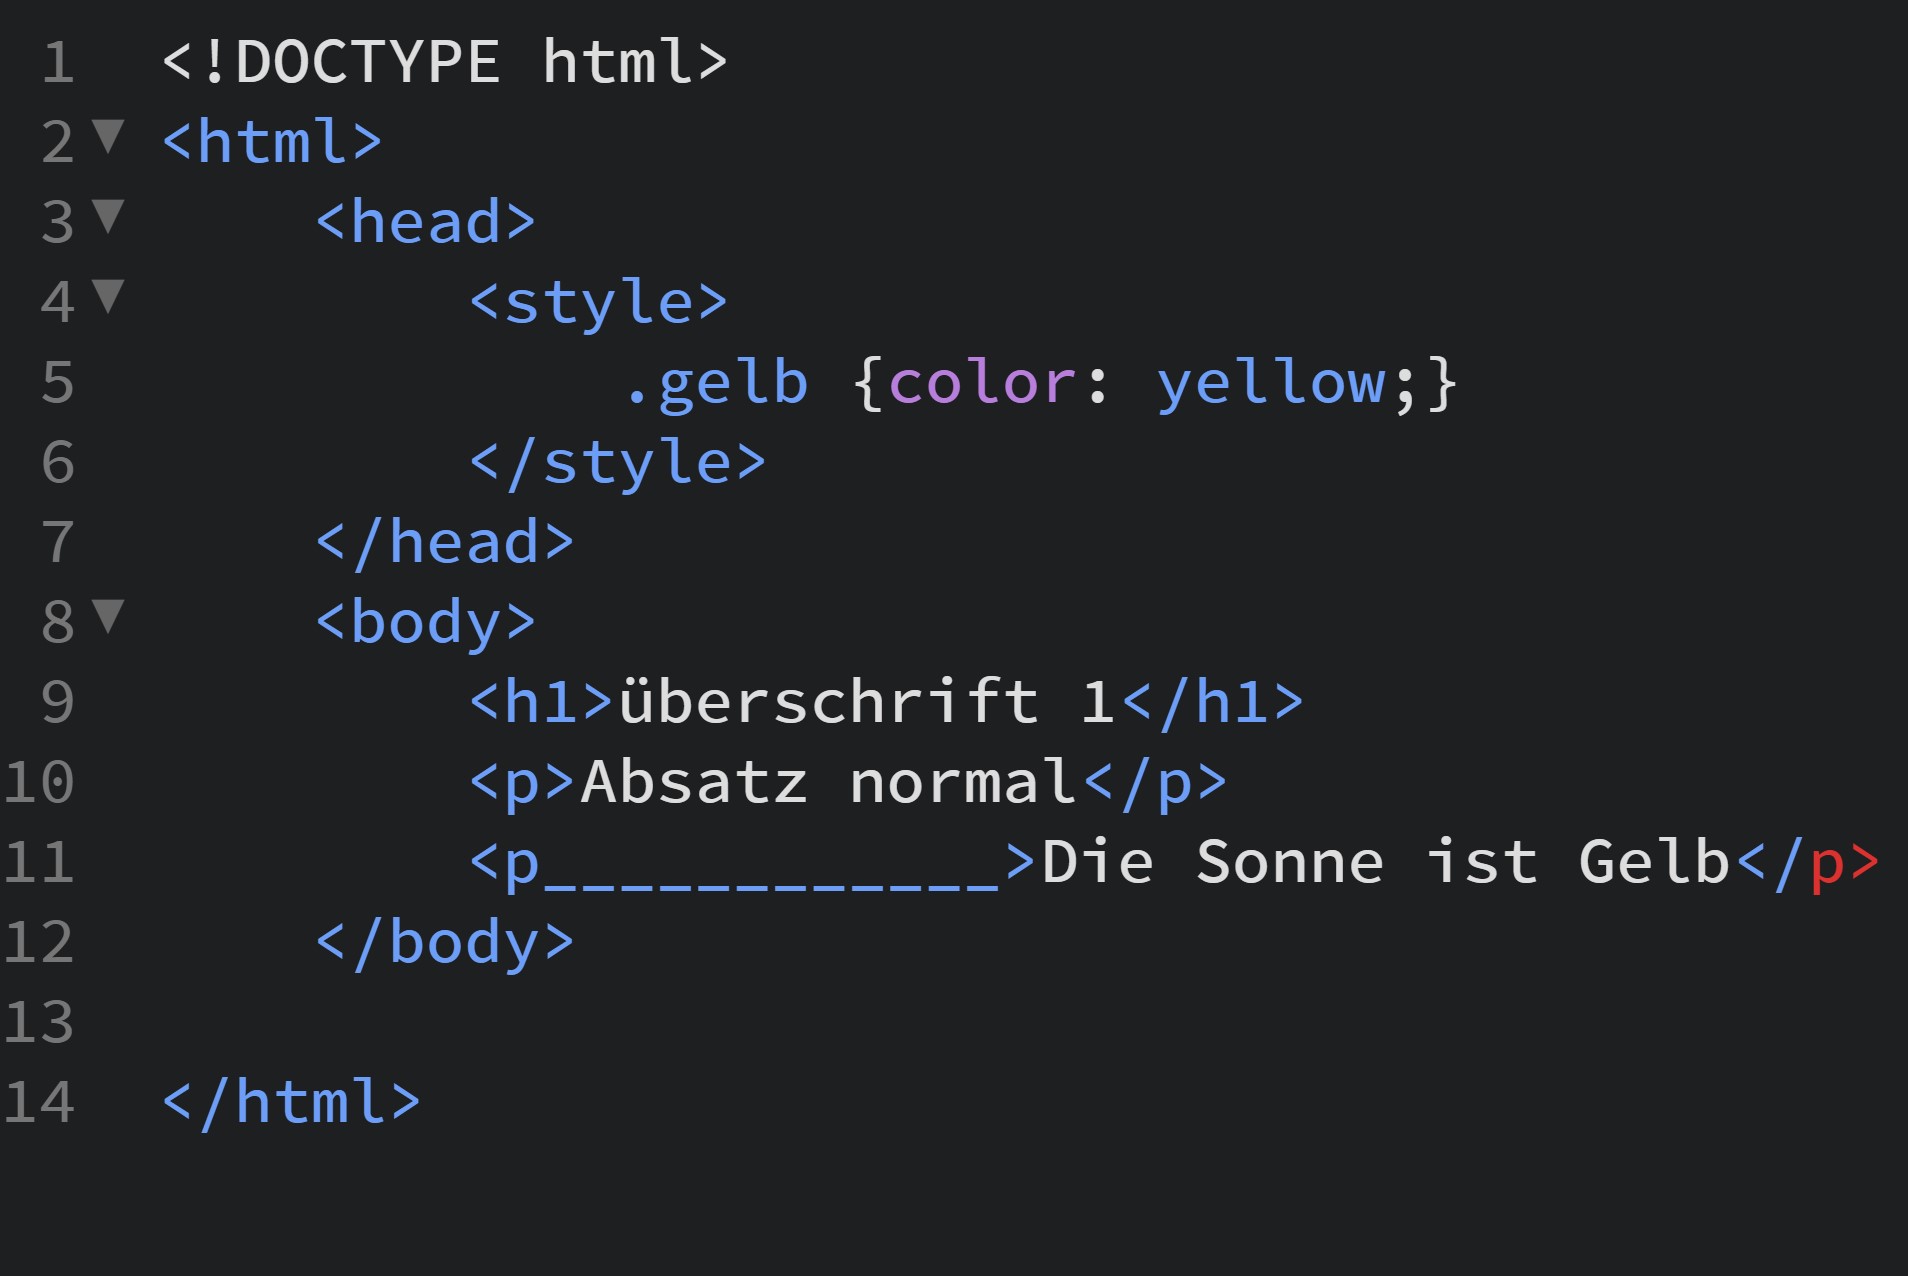 1 <!DOCTYPE html>
2 ▼ <html>
3 ▼     <head>
4 ▼         <style>
5             .gelb {color: yellow;}
6         </style>
7     </head>
8 ▼     <body>
9         <h1>überschrift 1</h1>
10         <p>Absatz normal</p>
11         <p____________>Die Sonne ist Gelb</p>
12     </body>
13
14 </html>